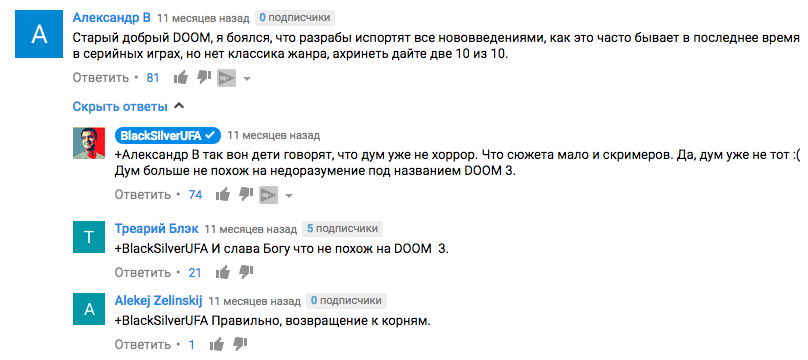 А
Александр В 11 месяцев назад 0 подписчики
Старый добрый DOOM, я боялся, что разрабы испортят все нововведениями, как это часто бывает в последнее время
в серийных играх, но нет классика жанра, ахринеть дайте две 10 из 10.
Ответить • 81
Скрыть ответы
BlackSilverUFA 11 месяцев назад
+Александр В так вон дети говорят, что дум уже не хоррор. Что сюжета мало и скримеров. Да, дум уже не тот :(
Дум больше не похож на недоразумение под названием DOOM 3.
Ответить • 74
Т
Треарий Блэк 11 месяцев назад 5 подписчики
+BlackSilverUFA И слава Богу что не похож на DOOM 3.
Ответить • 21
A
Alekej Zelinskij 11 месяцев назад 0 подписчики
+BlackSilverUFA Правильно, возвращение к корням.
Ответить • 1